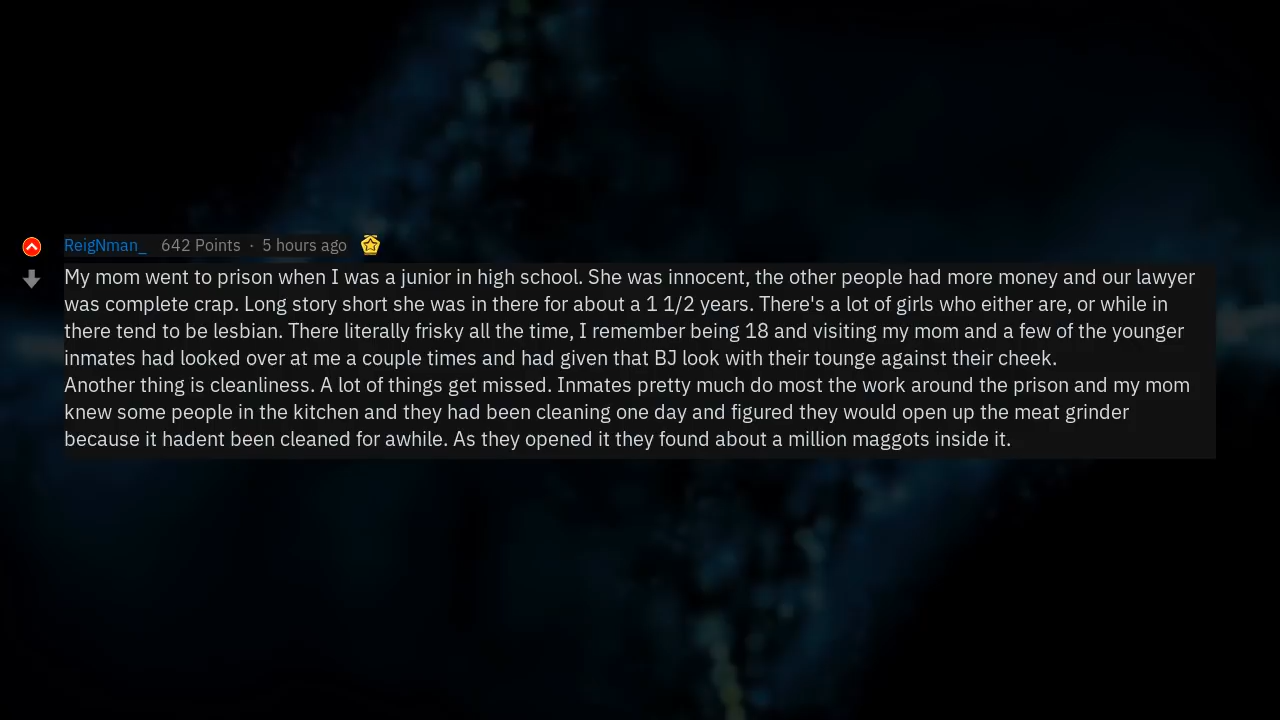 ReigNman_ 642 Points · 5 hours ago
My mom went to prison when I was a junior in high school. She was innocent, the other people had more money and our lawyer
was complete crap. Long story short she was in there for about a 1 1/2 years. There's a lot of girls who either are, or while in
there tend to be lesbian. There literally frisky all the time, I remember being 18 and visiting my mom and a few of the younger
inmates had looked over at me a couple times and had given that BJ look with their tounge against their cheek.
Another thing is cleanliness. A lot of things get missed. Inmates pretty much do most the work around the prison and my mom
knew some people in the kitchen and they had been cleaning one day and figured they would open up the meat grinder
because it hadent been cleaned for awhile. As they opened it they found about a million maggots inside it.